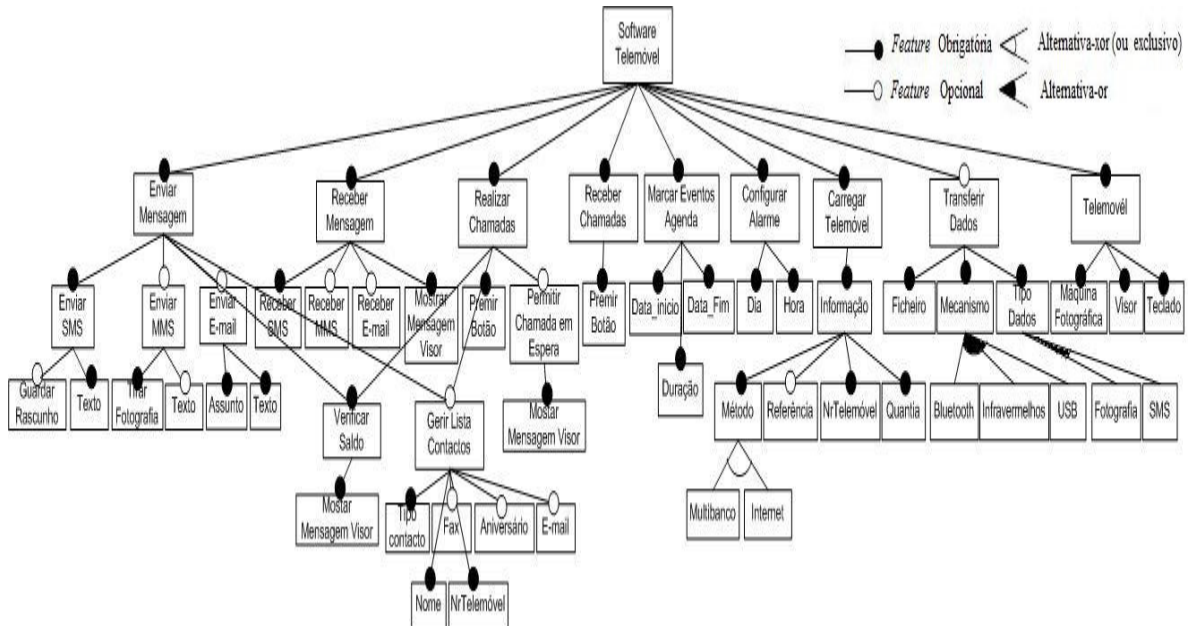 Software
Telemóvel
Feature Obrigatória
Alternativa-xor (ou exclusivo)
Feature Opcional
Alternativa-or
Enviar
Mensagem
Receber
Mensagem
Realizar
Chamadas
Receber
Chamadas
Marcar Eventos
Agenda
Configurar
Alarme
Carregar
Telemóvel
Transferir
Dados
Telemovél
Enviar
SMS
Enviar
MMS
Enviar
E-mail
Receber
SMS
Receber
MMS
Receber
E-mail
Mostrar
Mensagem
Visor
Premir
Botão
Permitir
Chamada em
Espera
Premir
Botão
Data_inicio
Data_Fim
Dia
Hora
Informação
Ficheiro
Mecanismo
Tipo
Dados
Máquina
Fotográfica
Visor
Teclado
Guardar
Rascunho
Texto
Tirar
Fotografia
Texto
Assunto
Texto
Verificar
Saldo
Gerir Lista
Contactos
Mostar
Mensagem Visor
Duração
Método
Referência
NrTelemóvel
Quantia
Bluetooth
Infravermelhos
USB
Fotografia
SMS
Mostar
Mensagem Visor
Tipo
contacto
Fax
Aniversário
E-mail
Multibanco
Internet
Nome
NrTelemóvel